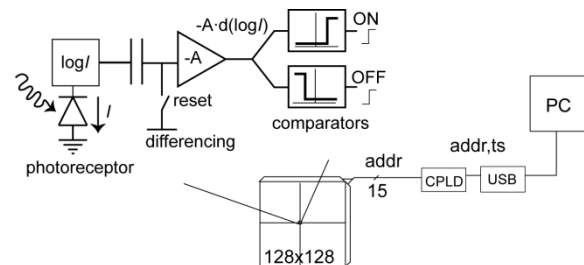 -A·d(logI)
ON
logI
-A
OFF
reset
I
differencing
comparators
photoreceptor
PC
addr
addr,ts
15
CPLD
USB
128x128